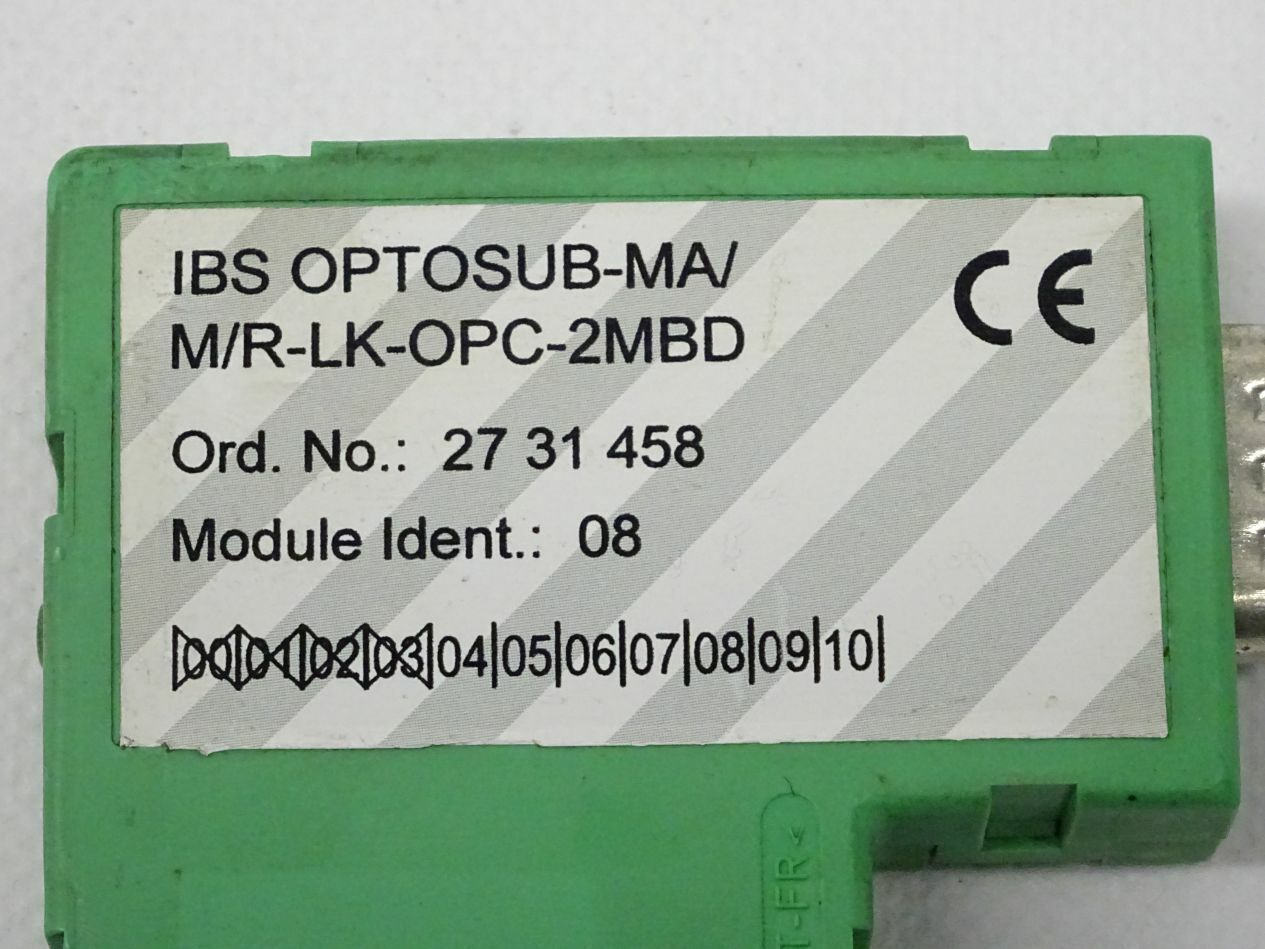 IBS OPTOSUB-MA/
M/R-LK-OPC-2MBD
CE
Ord. No.: 27 31 458
Module Ident.: 08
|00|01|02|03|04|05|06|07|08|09|10|
T-FR